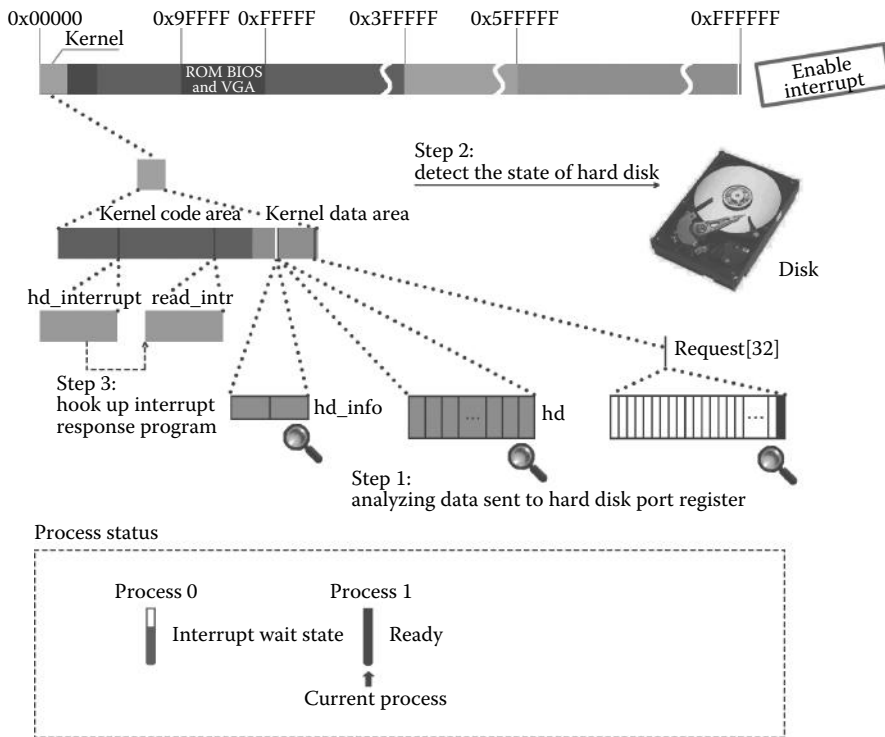 0x00000 0x9FFFF 0xFFFFF 0x3FFFFF 0x5FFFFF 0xFFFFFF
Kernel
ROM BIOS
and VGA
Enable
interrupt
Step 2:
detect the state of hard disk
Kernel code area Kernel data area
Disk
hd_interrupt read_intr
Request[32]
Step 3:
hook up interrupt
response program
hd_info
...
hd
...
Step 1:
analyzing data sent to hard disk port register
Process status
Process 0 Process 1
Interrupt wait state Ready
Current process